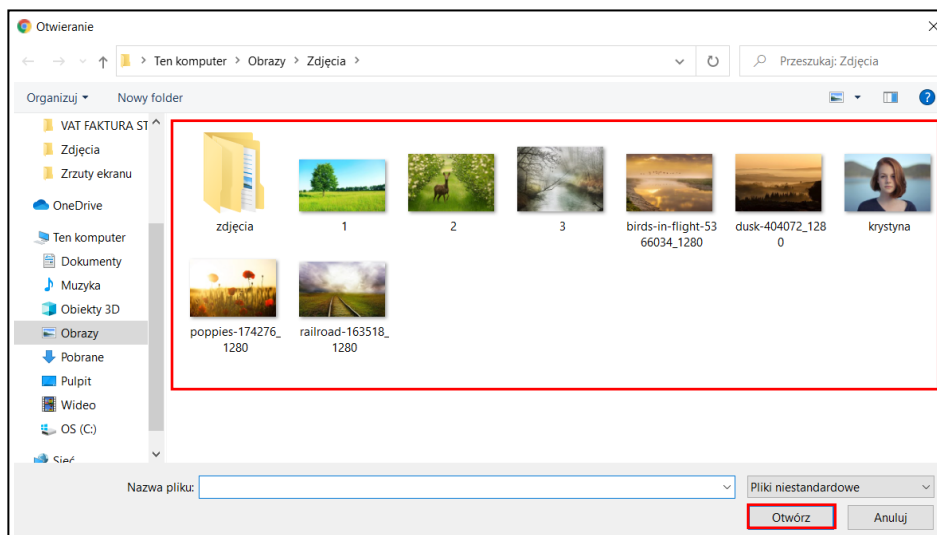 Otwieranie
Ten komputer > Obrazy > Zdjęcia >
Przeszukaj: Zdjęcia
Organizuj
Nowy folder
?
VAT FAKTURA ST
Zdjęcia
Zrzuty ekranu
OneDrive
Ten komputer
Dokumenty
Muzyka
Obiekty 3D
Obrazy
Pobrane
Pulpit
Wideo
OS (C:)
Sieć
zdjęcia
1
2
3
birds-in-flight-53
66034_1280
dusk-404072_128
0
krystyna
poppies-174276_
1280
railroad-163518_
1280
Nazwa pliku:
Pliki niestandardowe
Otwórz
Anuluj